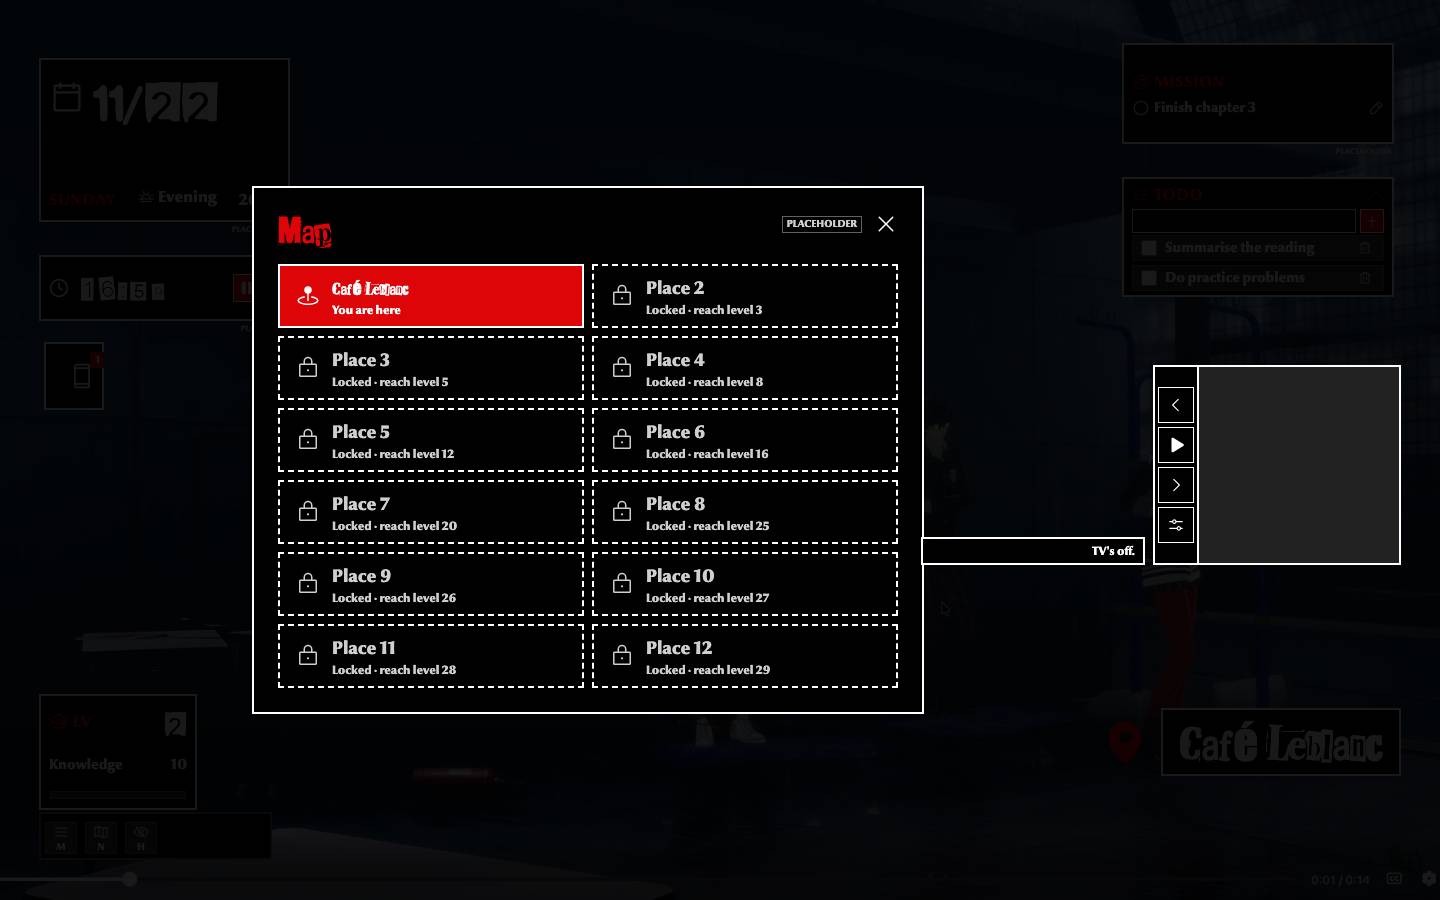 11/22
SUNDAY
Evening
MISSION
Finish chapter 3
PLACEHOLDER
TODO
Summarise the reading
Do practice problems
1
Map
PLACEHOLDER
Café Leblanc
You are here
Place 2
Locked · reach level 3
Place 3
Locked · reach level 5
Place 4
Locked · reach level 8
Place 5
Locked · reach level 12
Place 6
Locked · reach level 16
Place 7
Locked · reach level 20
Place 8
Locked · reach level 25
Place 9
Locked · reach level 26
Place 10
Locked · reach level 27
Place 11
Locked · reach level 28
Place 12
Locked · reach level 29
TV's off.
LV
2
Knowledge
10
M
N
H
Café Leblanc
0:01 / 0:14